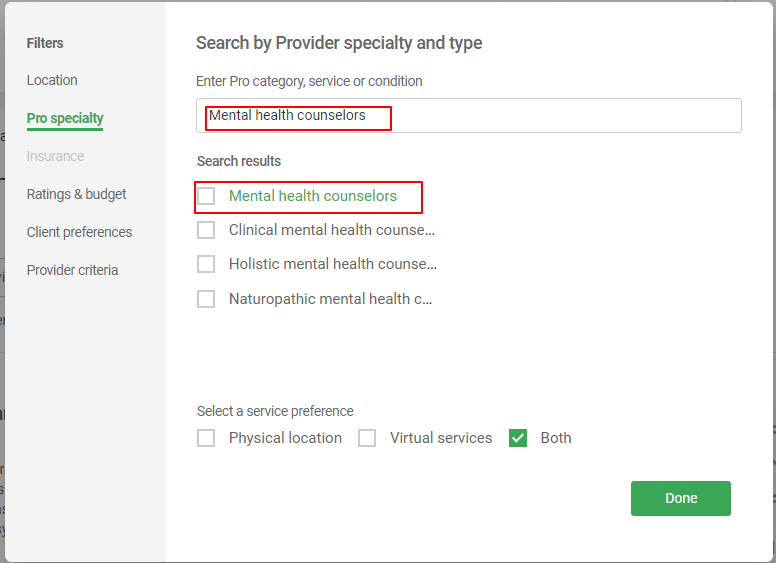 Filters
Location
Pro specialty
Insurance
Ratings & budget
Client preferences
Provider criteria
Search by Provider specialty and type
Enter Pro category, service or condition
Mental health counselors
Search results
Mental health counselors
Clinical mental health counse...
Holistic mental health counse...
Naturopathic mental health c...
Select a service preference
Physical location Virtual services Both
Done